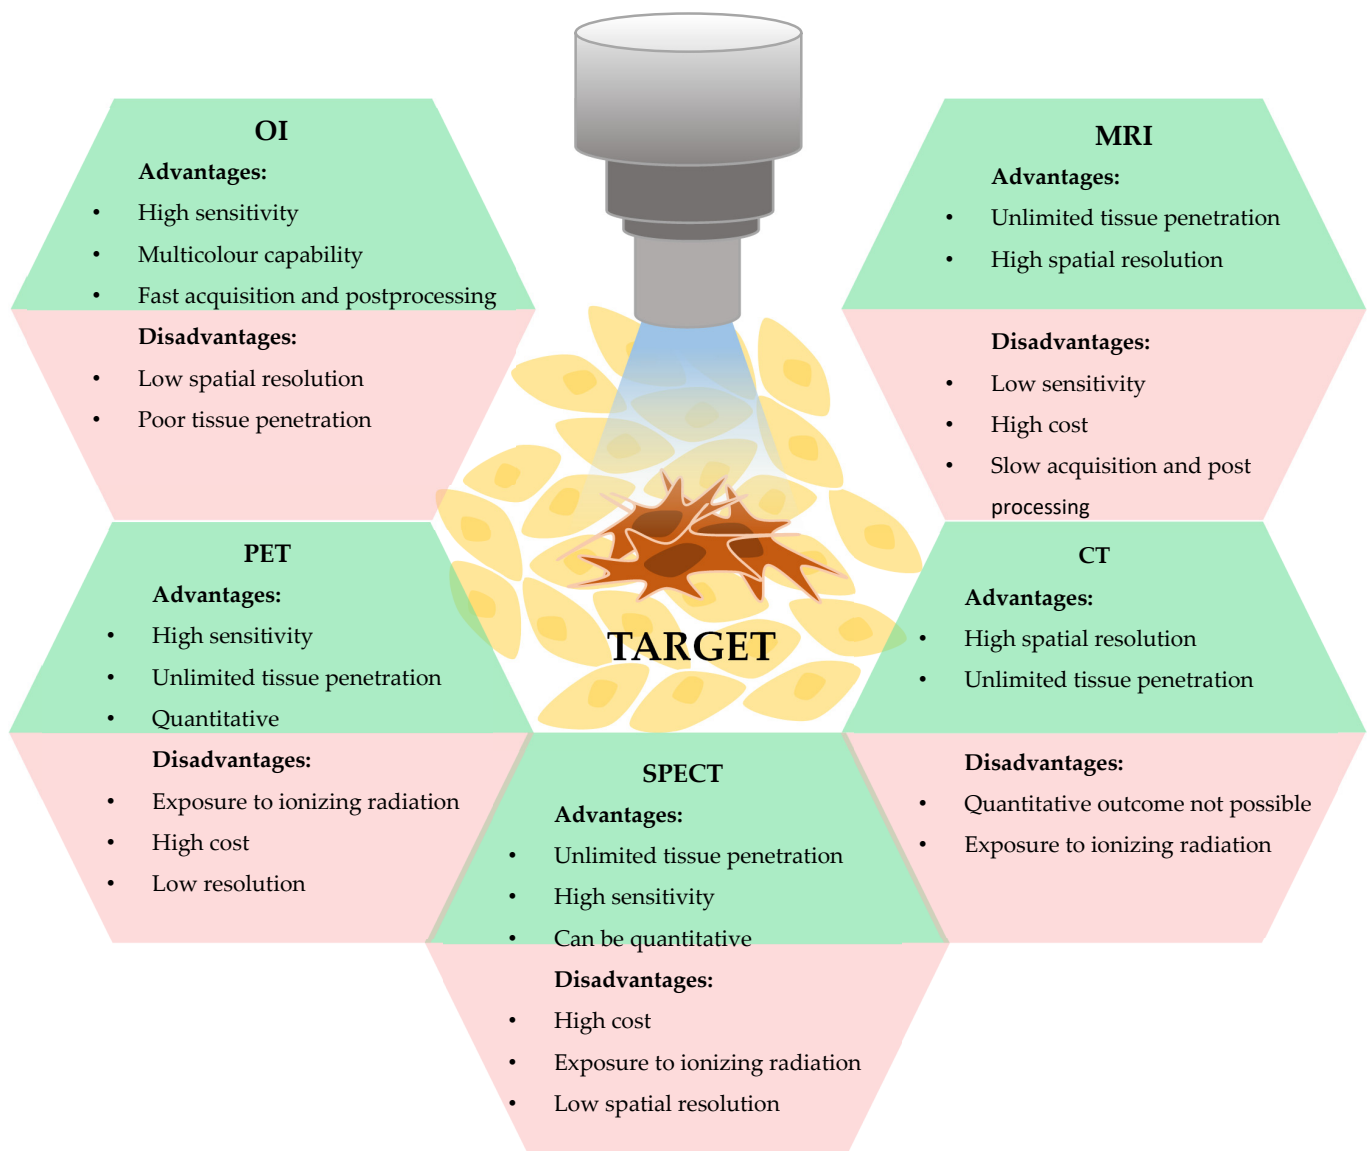 OI
Advantages:
• High sensitivity
• Multicolour capability
• Fast acquisition and postprocessing
Disadvantages:
• Low spatial resolution
• Poor tissue penetration
MRI
Advantages:
• Unlimited tissue penetration
• High spatial resolution
Disadvantages:
• Low sensitivity
• High cost
• Slow acquisition and post
processing
PET
Advantages:
• High sensitivity
• Unlimited tissue penetration
• Quantitative
Disadvantages:
• Exposure to ionizing radiation
• High cost
• Low resolution
TARGET
CT
Advantages:
• High spatial resolution
• Unlimited tissue penetration
Disadvantages:
• Quantitative outcome not possible
• Exposure to ionizing radiation
SPECT
Advantages:
• Unlimited tissue penetration
• High sensitivity
• Can be quantitative
Disadvantages:
• High cost
• Exposure to ionizing radiation
• Low spatial resolution